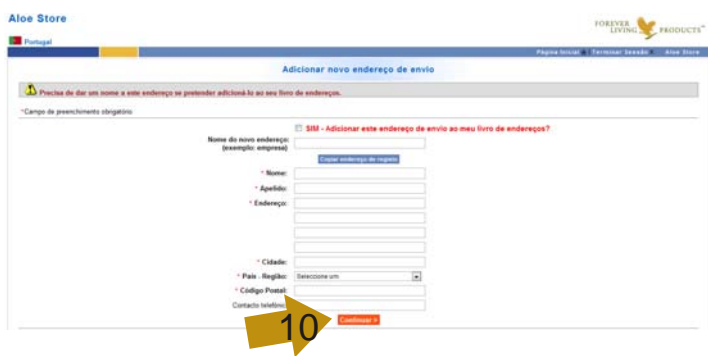 Aloe Store
FOREVER
LIVING PRODUCTS
Portugal
Página Inicial Terminar Sessão Aloe Store
Adicionar novo endereço de envio
Precisa de dar um nome a este endereço se pretender adicioná-lo ao seu livro de endereços.
*Campo de preenchimento obrigatório
SIM - Adicionar este endereço de envio ao meu livro de endereços?
Nome do novo endereço:
(exemplo: empresa)
Copiar endereço de registo
* Nome:
* Apelido:
* Endereço:
* Cidade:
* País - Região: Seleccione um
* Código Postal:
Contacto telefónic
10 Continuar >